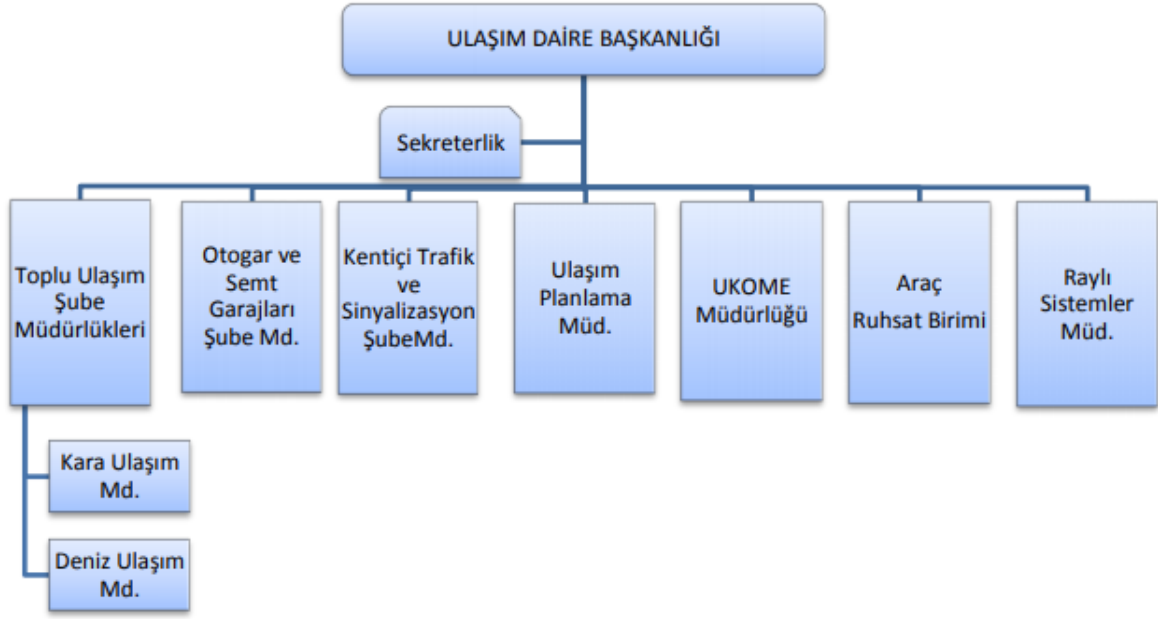 ULAŞIM DAİRE BAŞKANLIĞI
Sekreterlik
Toplu Ulaşım
Şube
Müdürlükleri
Otogar ve
Semt
Garajları
Şube Md.
Kentiçi Trafik
ve
Sinyalizasyon
ŞubeMd.
Ulaşım
Planlama
Müd.
UKOME
Müdürlüğü
Araç
Ruhsat Birimi
Raylı
Sistemler
Müd.
Kara Ulaşım
Md.
Deniz Ulaşım
Md.